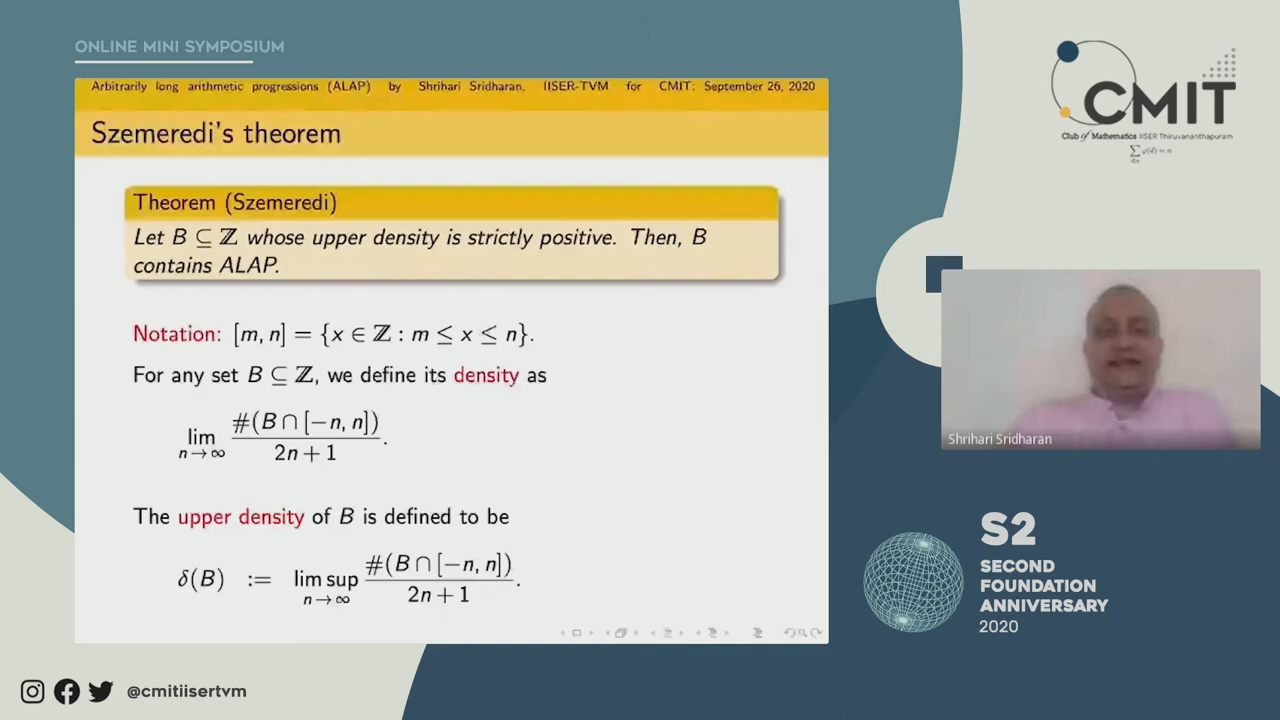 ONLINE MINI SYMPOSIUM
Arbitrarily long arithmetic progressions (ALAP) by Shrihari Sridharan, IISER-TVM for CMIT: September 26, 2020
Szemeredi's theorem
Theorem (Szemeredi)
Let B ⊆ ℤ whose upper density is strictly positive. Then, B
contains ALAP.
Notation: [m, n] = {x ∈ ℤ : m ≤ x ≤ n}.
For any set B ⊆ ℤ, we define its density as
lim n→∞ #(B ∩ [−n, n]) / 2n + 1 .
The upper density of B is defined to be
δ(B) := lim sup n→∞ #(B ∩ [−n, n]) / 2n + 1 .
CMIT
Club of Mathematics IISER Thiruvananthapuram
∑ d|n φ(d) = n
Shrihari Sridharan
S2
SECOND
FOUNDATION
ANNIVERSARY
2020
@cmitiisertvm